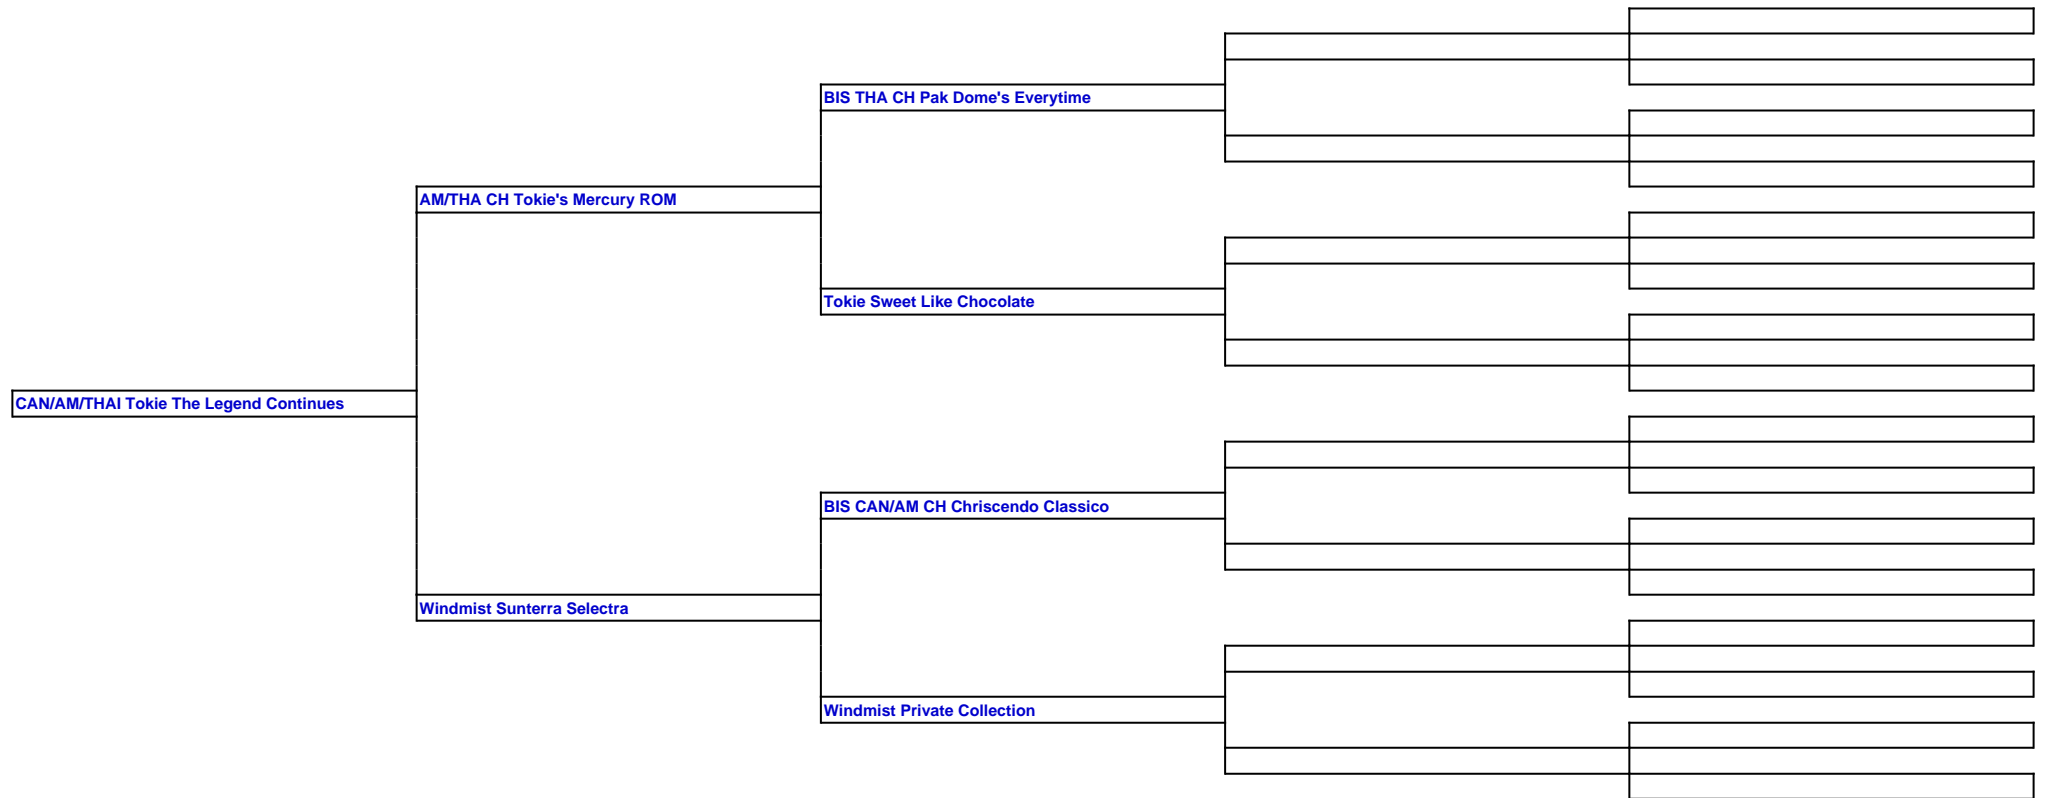 BIS THA CH Pak Dome's Everytime
AM/THA CH Tokie's Mercury ROM
Tokie Sweet Like Chocolate
CAN/AM/THAI Tokie The Legend Continues
BIS CAN/AM CH Chriscendo Classico
Windmist Sunterra Selectra
Windmist Private Collection